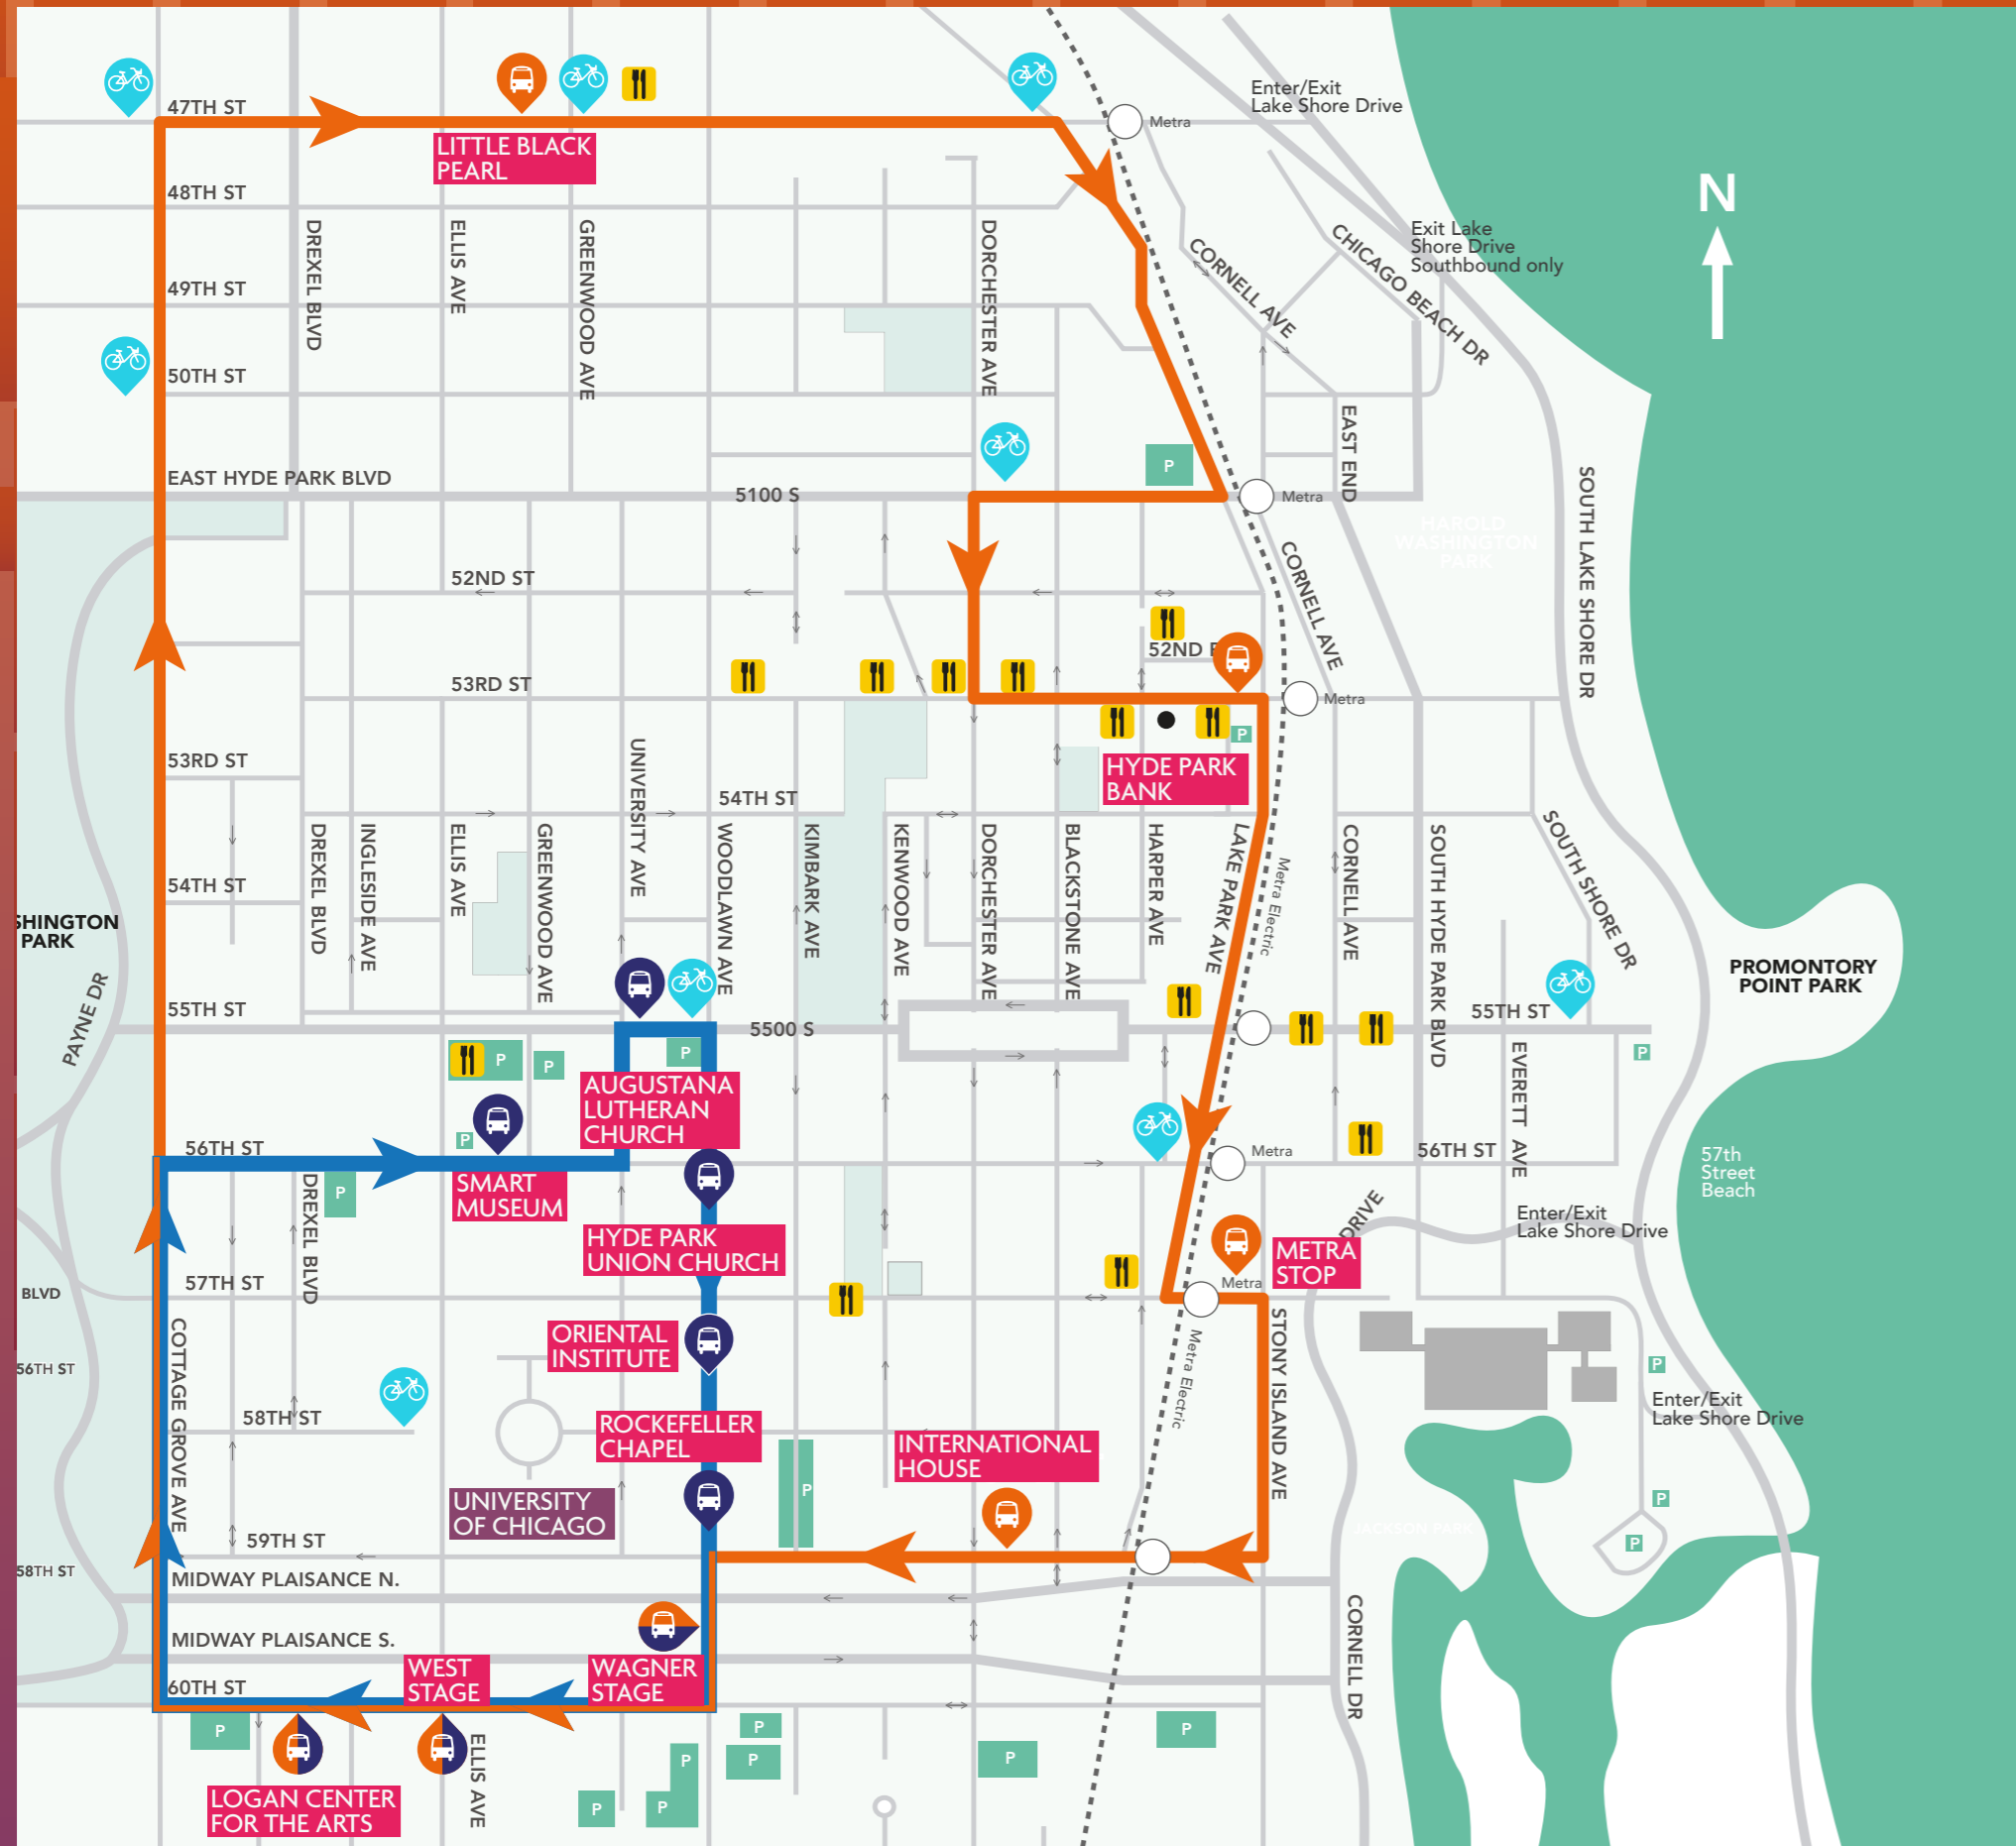 47TH ST
Metra
Enter/Exit
Lake Shore Drive
LITTLE BLACK
PEARL
48TH ST
N
DREXEL BLVD
ELLIS AVE
GREENWOOD AVE
DORCHESTER AVE
CORNELL AVE
CHICAGO BEACH DR
Exit Lake
Shore Drive
Southbound only
49TH ST
50TH ST
EAST END
P
EAST HYDE PARK BLVD
5100 S
Metra
HAROLD
WASHINGTON
PARK
SOUTH LAKE SHORE DR
52ND ST
CORNELL AVE
52ND
53RD ST
Metra
P
53RD ST
UNIVERSITY AVE
HYDE PARK
BANK
54TH ST
DREXEL BLVD
INGLESIDE AVE
ELLIS AVE
GREENWOOD AVE
WOODLAWN AVE
KIMBARK AVE
KENWOOD AVE
DORCHESTER AVE
BLACKSTONE AVE
HARPER AVE
LAKE PARK AVE
Metra Electric
CORNELL AVE
SOUTH HYDE PARK BLVD
SOUTH SHORE DR
54TH ST
SHINGTON
PARK
PAYNE DR
PROMONTORY
POINT PARK
55TH ST
5500 S
55TH ST
P
P
P
P
EVERETT AVE
AUGUSTANA
LUTHERAN
CHURCH
P
56TH ST
Metra
56TH ST
57th
Street
Beach
P
DREXEL BLVD
SMART
MUSEUM
HYDE PARK
UNION CHURCH
DRIVE
Enter/Exit
Lake Shore Drive
METRA
STOP
57TH ST
BLVD
Metra
COTTAGE GROVE AVE
ORIENTAL
INSTITUTE
Metra Electric
STONY ISLAND AVE
56TH ST
P
Enter/Exit
Lake Shore Drive
58TH ST
ROCKEFELLER
CHAPEL
INTERNATIONAL
HOUSE
UNIVERSITY
OF CHICAGO
P
P
JACKSON PARK
59TH ST
P
58TH ST
MIDWAY PLAISANCE N.
CORNELL DR
MIDWAY PLAISANCE S.
WEST
STAGE
WAGNER
STAGE
60TH ST
P
P
P
P
P
P
ELLIS AVE
LOGAN CENTER
FOR THE ARTS
P
P